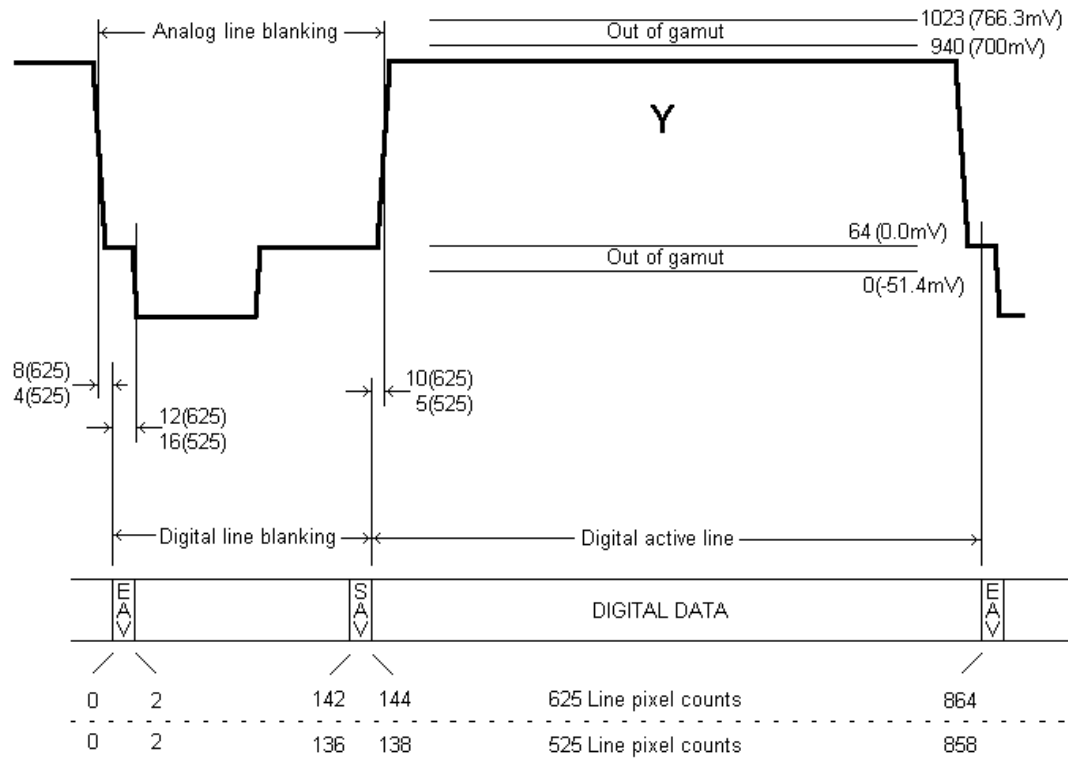 Analog line blanking
1023 (766.3mV)
Out of gamut
940 (700mV)
Y
64 (0.0mV)
Out of gamut
0(-51.4mV)
8(625)
4(525)
10(625)
5(525)
12(625)
16(525)
Digital line blanking
Digital active line
EAV
SAV
DIGITAL DATA
EAV
0 2 142 144 625 Line pixel counts 864
0 2 136 138 525 Line pixel counts 858